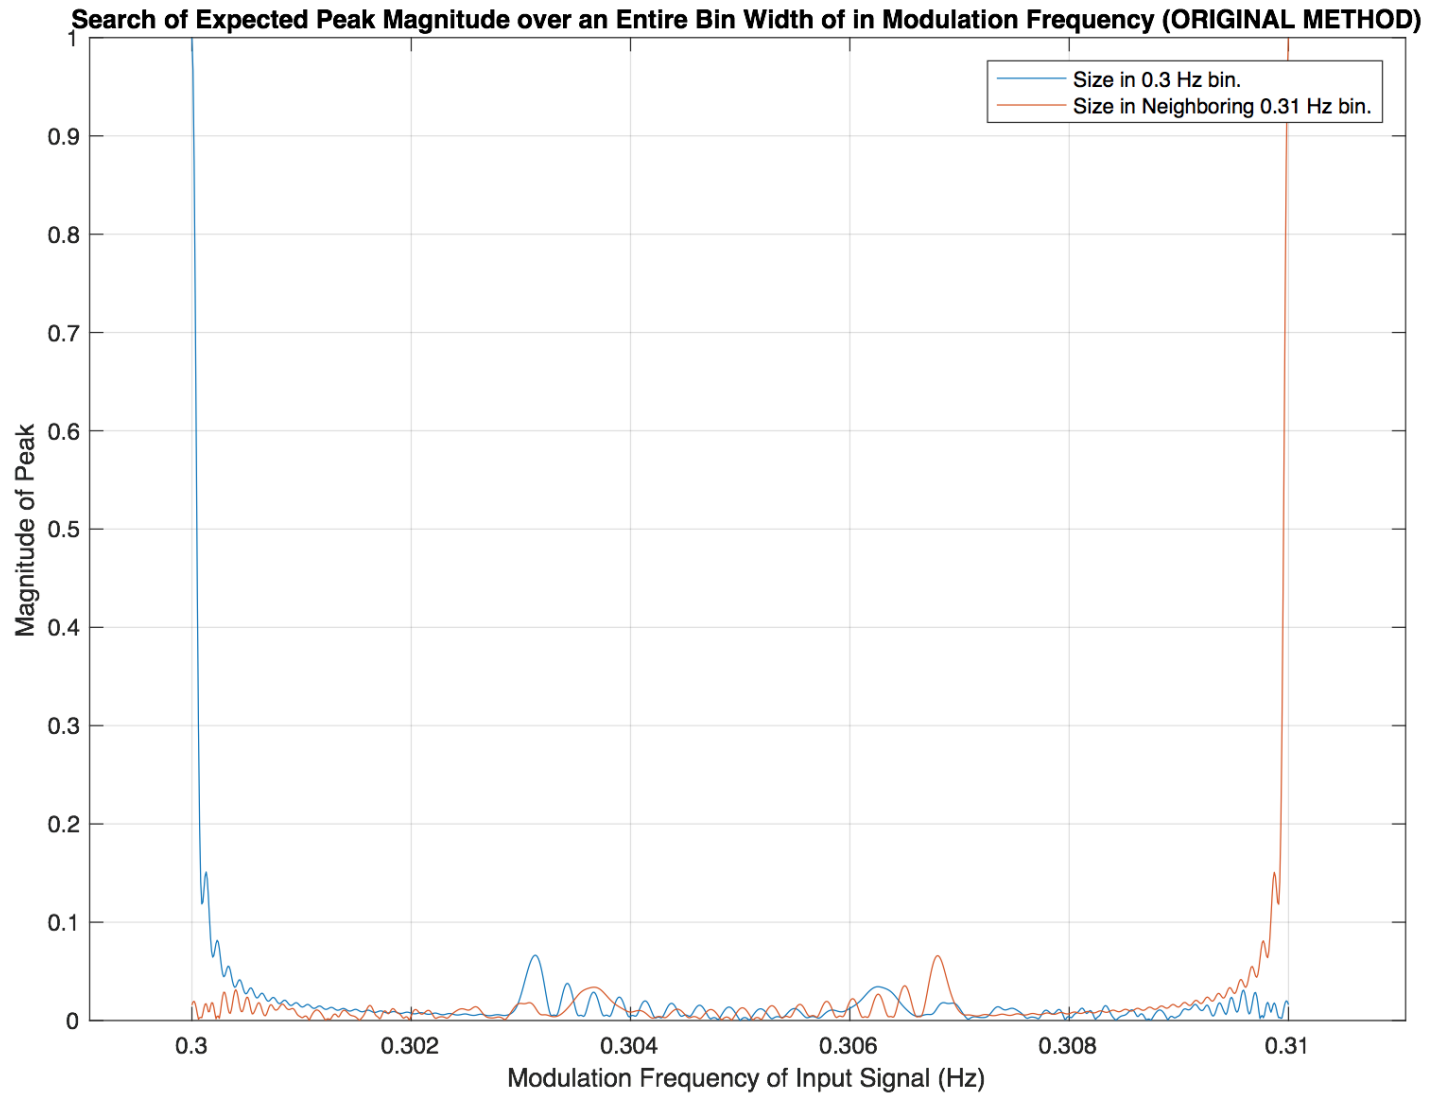 Search of Expected Peak Magnitude over an Entire Bin Width of in Modulation Frequency (ORIGINAL METHOD)
Size in 0.3 Hz bin.
Size in Neighboring 0.31 Hz bin.
Magnitude of Peak
1
0.9
0.8
0.7
0.6
0.5
0.4
0.3
0.2
0.1
0
0.3 0.302 0.304 0.306 0.308 0.31
Modulation Frequency of Input Signal (Hz)